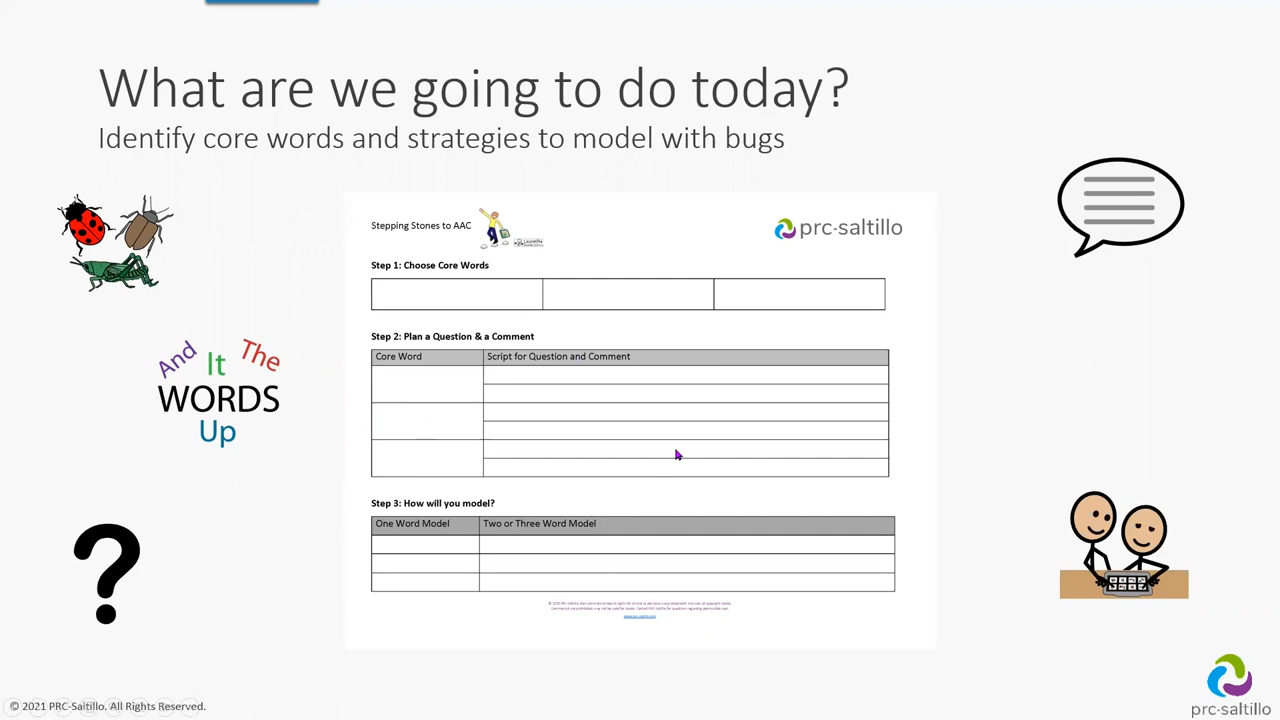 What are we going to do today?
Identify core words and strategies to model with bugs
Stepping Stones to AAC
prc-saltillo
Step 1: Choose Core Words
Step 2: Plan a Question & a Comment
Core Word
Script for Question and Comment
And
It
The
WORDS
Up
Step 3: How will you model?
One Word Model
Two or Three Word Model
?
© 2021 PRC-Saltillo. All Rights Reserved.
prc-saltillo